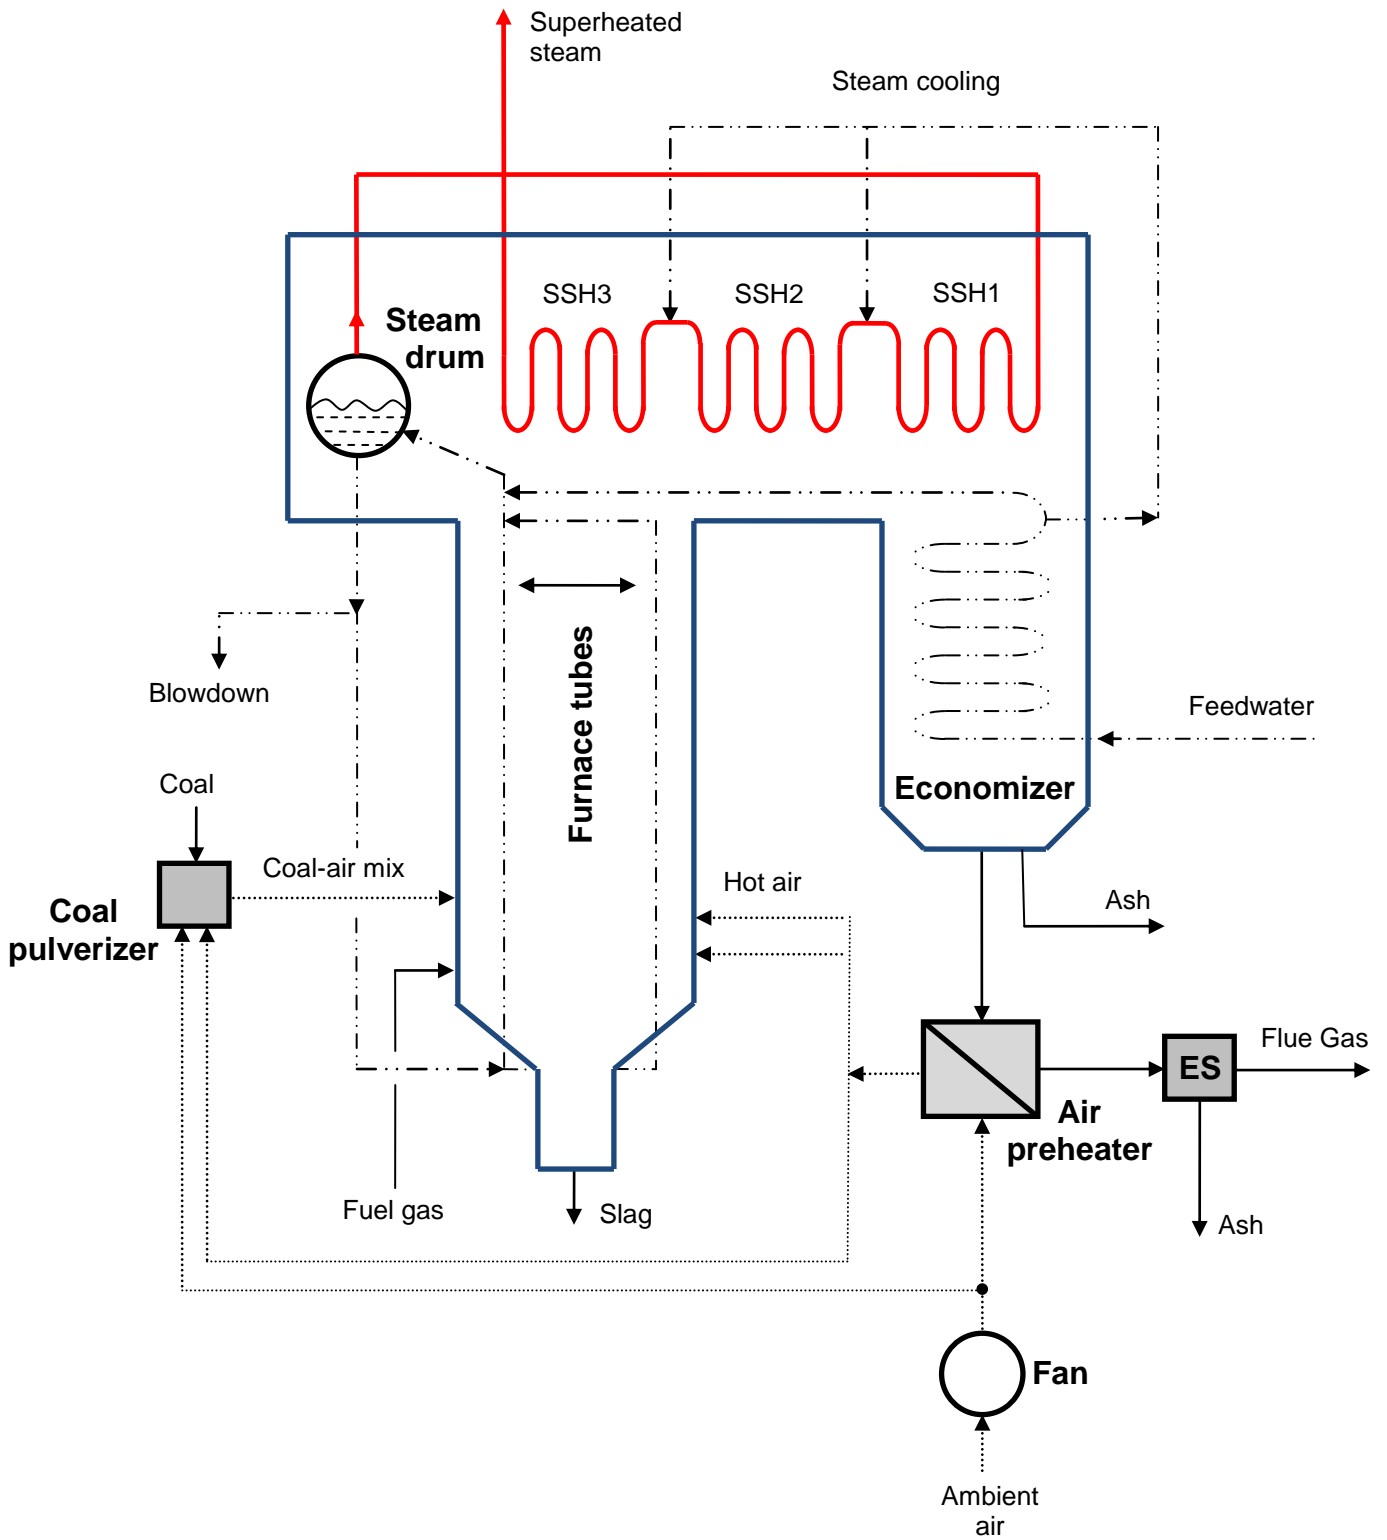 Superheated
steam
Steam cooling
SSH3
SSH2
SSH1
Steam
drum
Furnace tubes
Blowdown
Feedwater
Economizer
Coal
Coal-air mix
Hot air
Coal
pulverizer
Ash
Flue Gas
ES
Air
preheater
Fuel gas
Slag
Ash
Fan
Ambient
air